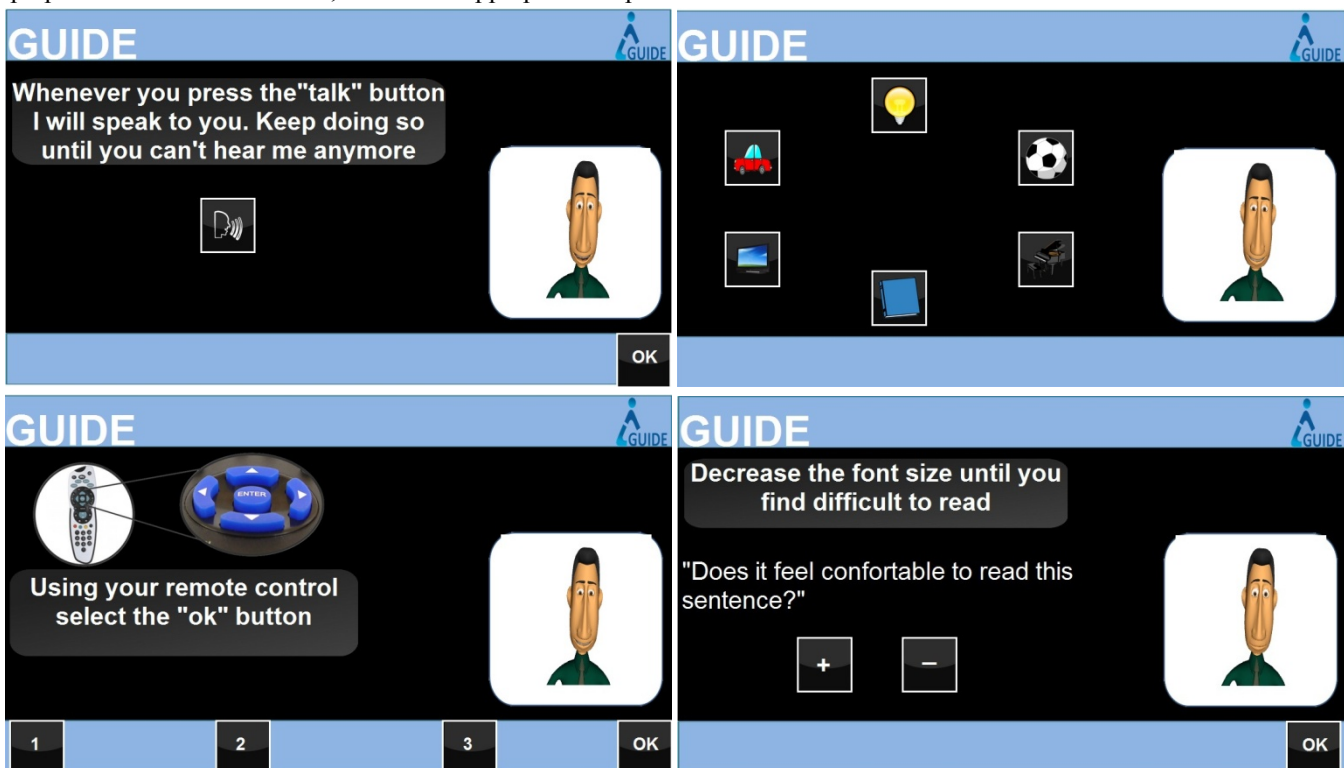 GUIDE
GUIDE
Whenever you press the"talk" button
I will speak to you. Keep doing so
until you can't hear me anymore
OK
GUIDE
GUIDE
GUIDE
GUIDE
ENTER
Using your remote control
select the "ok" button
1
2
3
OK
GUIDE
GUIDE
Decrease the font size until you
find difficult to read
"Does it feel confortable to read this
sentence?"
+
−
OK